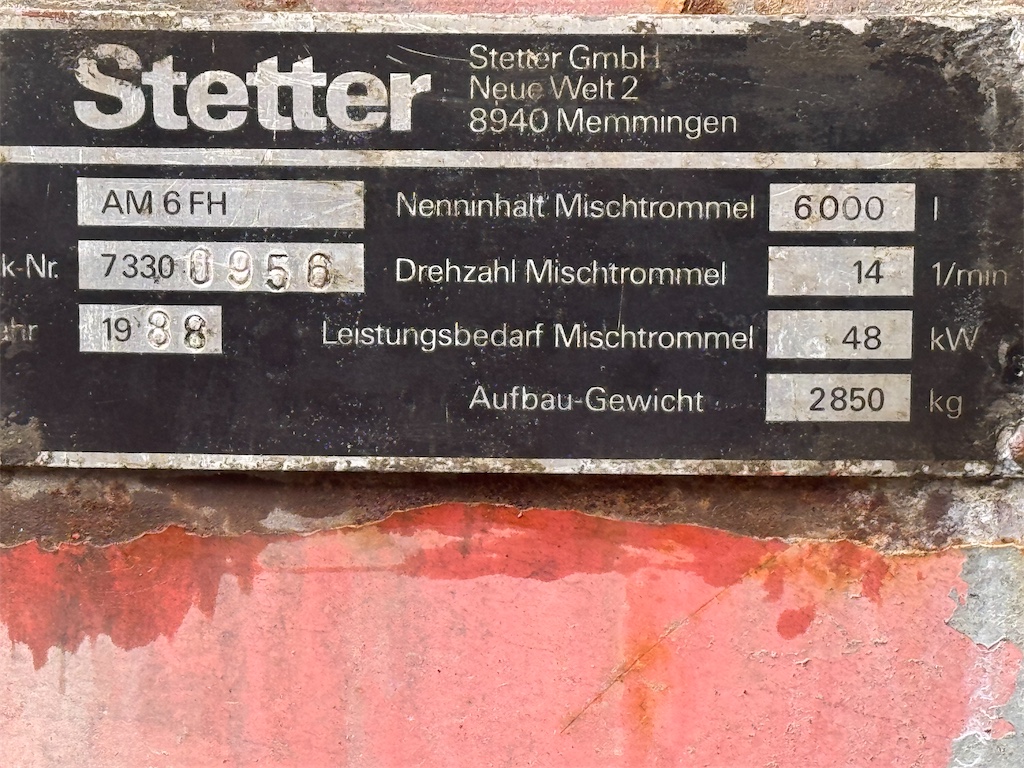 Stetter
Stetter GmbH
Neue Welt 2
8940 Memmingen
AM 6 FH
Nenninhalt Mischtrommel 6000 l
k-Nr. 7330 0956
Drehzahl Mischtrommel 14 1/min
hr 1988
Leistungsbedarf Mischtrommel 48 kW
Aufbau-Gewicht 2850 kg